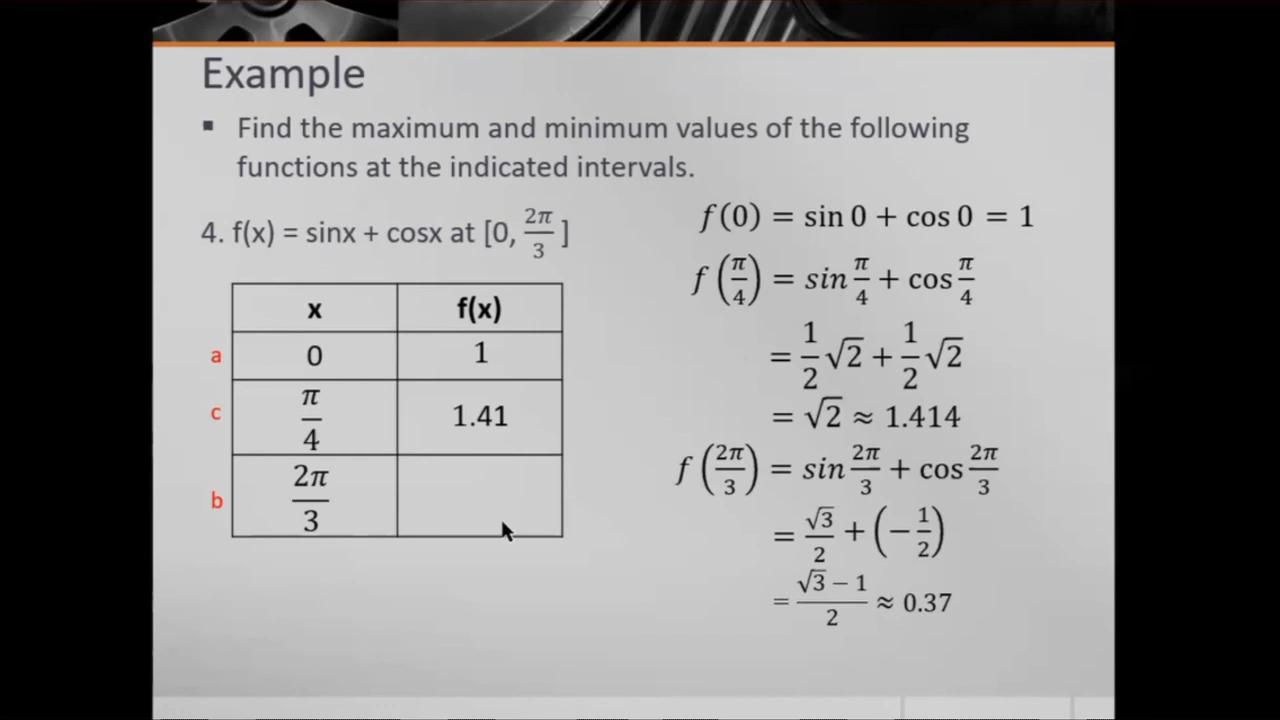 Example
▪ Find the maximum and minimum values of the following
functions at the indicated intervals.
4. f(x) = sinx + cosx at [0, 2π/3 ]
x f(x)
a 0 1
c π/4 1.41
b 2π/3
f(0) = sin 0 + cos 0 = 1
f(π/4) = sin π/4 + cos π/4
= 1/2 √2 + 1/2 √2
= √2 ≈ 1.414
f(2π/3) = sin 2π/3 + cos 2π/3
= √3/2 + (−1/2)
= (√3 − 1)/2 ≈ 0.37